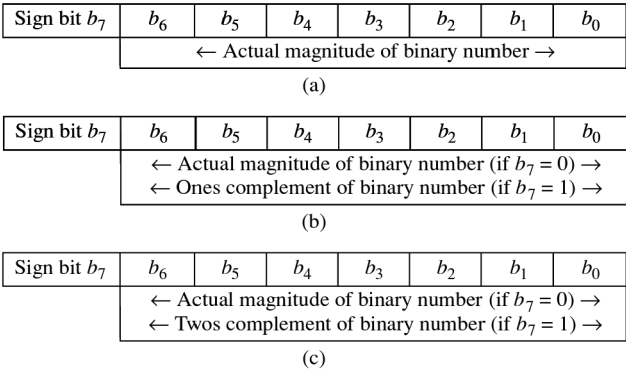 Sign bit b7 b6 b5 b4 b3 b2 b1 b0
← Actual magnitude of binary number →
(a)
Sign bit b7 b6 b5 b4 b3 b2 b1 b0
← Actual magnitude of binary number (if b7 = 0) →
← Ones complement of binary number (if b7 = 1) →
(b)
Sign bit b7 b6 b5 b4 b3 b2 b1 b0
← Actual magnitude of binary number (if b7 = 0) →
← Twos complement of binary number (if b7 = 1) →
(c)